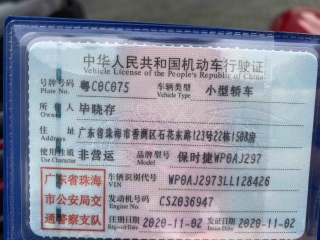 中华人民共和国机动车行驶证
Vehicle License of the People's Republic of China
号牌号码 粤C0C075 车辆类型 小型轿车
Plate No. Vehicle Type
所有人 毕晓存
Owner
住址 广东省珠海市香洲区石花东路123号22栋1508房
Address
使用性质 非营运 品牌型号 保时捷WP0AJ297
Use Character Model
广东省珠海市公安局交通警察支队
车辆识别代号 WP0AJ2973LL128426
VIN
发动机号码 CS2036947
Engine No.
注册日期 2020-11-02 发证日期 2020-11-02
Register Date Issue Date